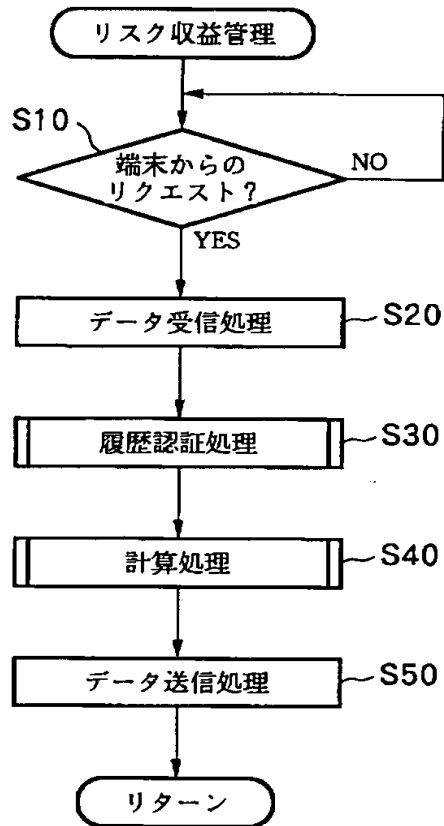 リスク収益管理
S10
端末からの
リクエスト？
NO
YES
データ受信処理
S20
履歴認証処理
S30
計算処理
S40
データ送信処理
S50
リターン